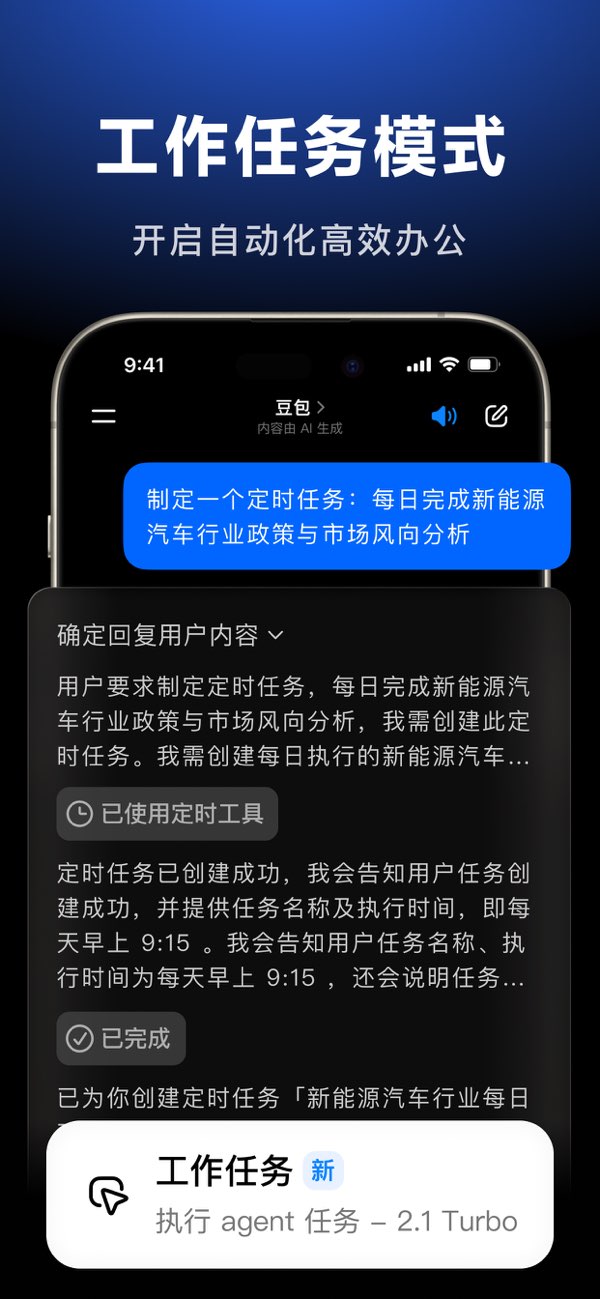 工作任务模式
开启自动化高效办公
9:41
豆包
内容由 AI 生成
制定一个定时任务：每日完成新能源
汽车行业政策与市场风向分析
确定回复用户内容
用户要求制定定时任务，每日完成新能源汽
车行业政策与市场风向分析，我需创建此定
时任务。我需创建每日执行的新能源汽车...
已使用定时工具
定时任务已创建成功，我会告知用户任务创
建成功，并提供任务名称及执行时间，即每
天早上 9:15 。我会告知用户任务名称、执
行时间为每天早上 9:15 ，还会说明任务...
已完成
已为你创建定时任务「新能源汽车行业每日
工作任务 新
执行 agent 任务 – 2.1 Turbo